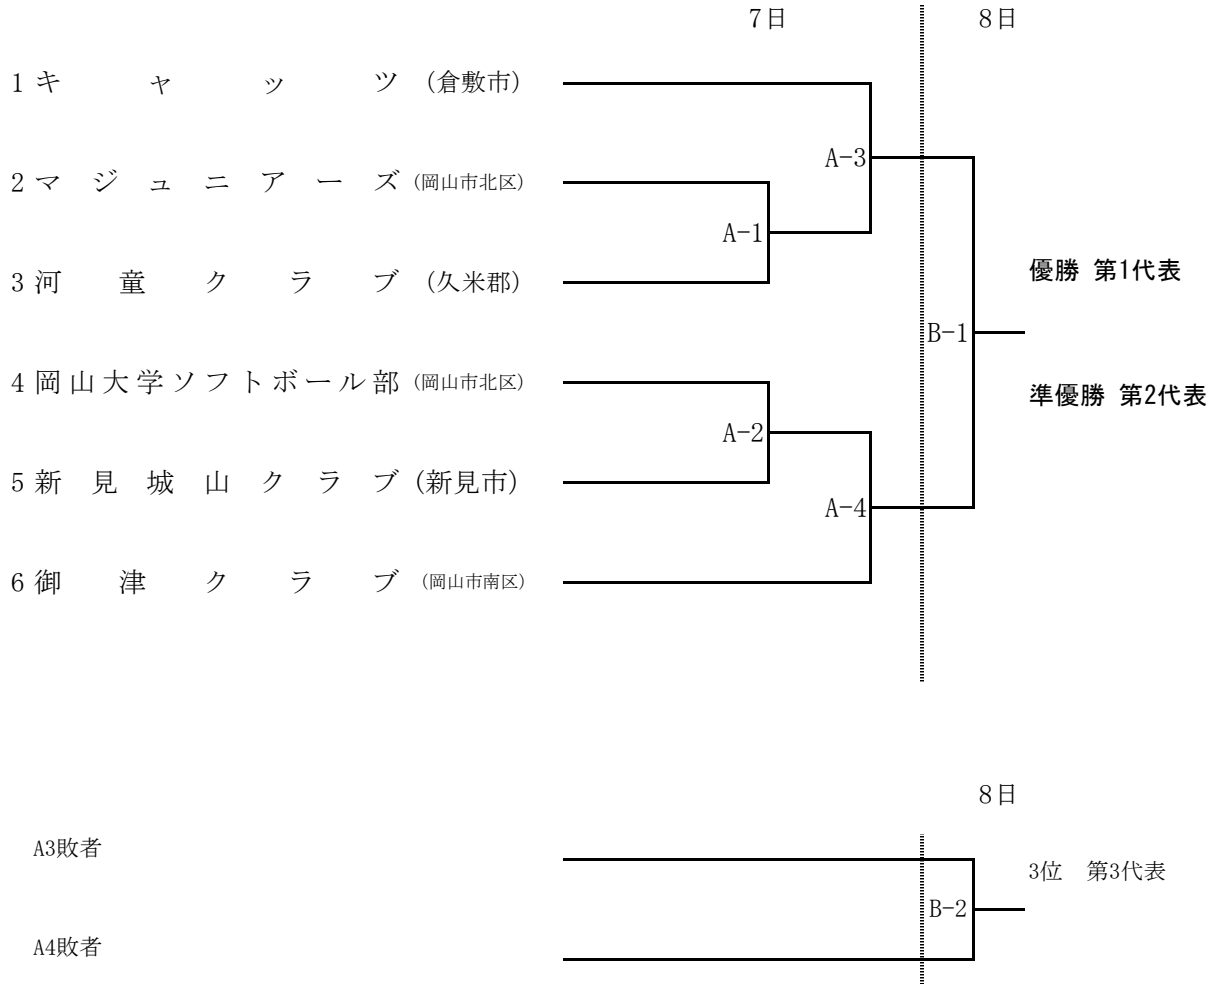 7日 8日
1 キャッツ (倉敷市)
A-3
2 マジュニアーズ (岡山市北区)
A-1
3 河童クラブ (久米郡)
優勝 第1代表
B-1
4 岡山大学ソフトボール部 (岡山市北区)
準優勝 第2代表
A-2
5 新見城山クラブ (新見市)
A-4
6 御津クラブ (岡山市南区)
8日
A3敗者
3位 第3代表
B-2
A4敗者